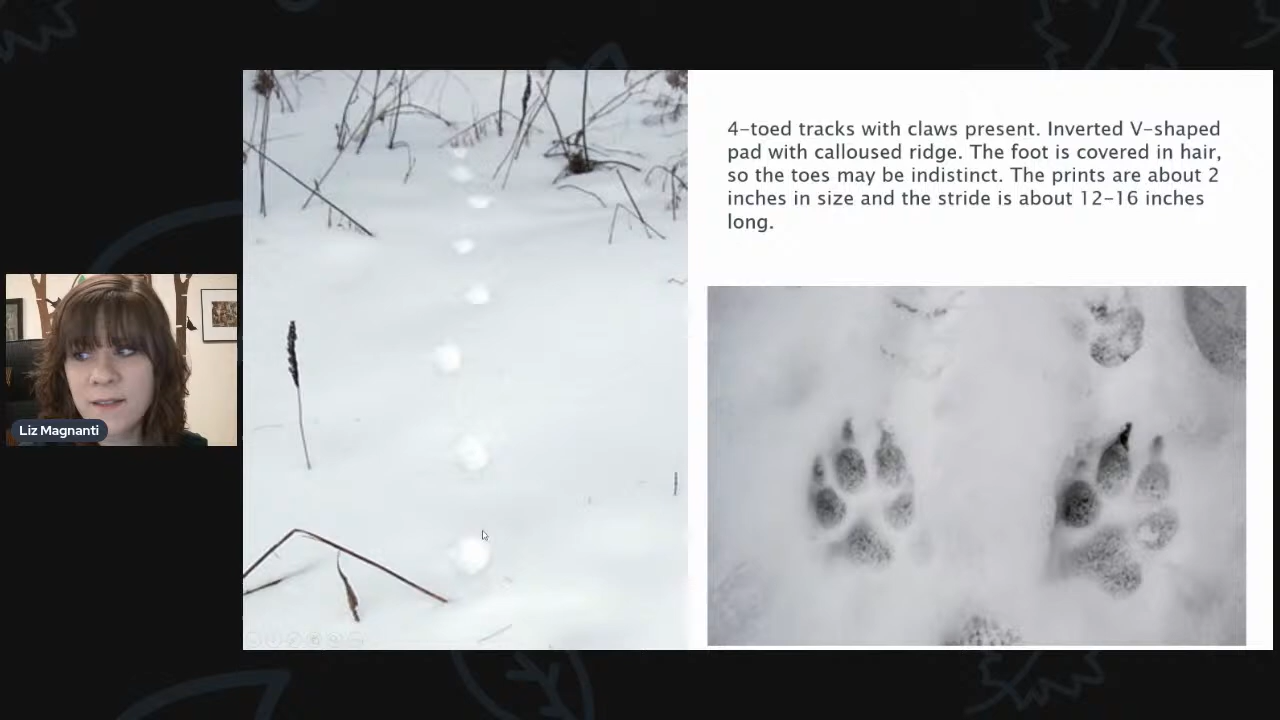 4-toed tracks with claws present. Inverted V-shaped
pad with calloused ridge. The foot is covered in hair,
so the toes may be indistinct. The prints are about 2
inches in size and the stride is about 12-16 inches
long.
Liz Magnanti